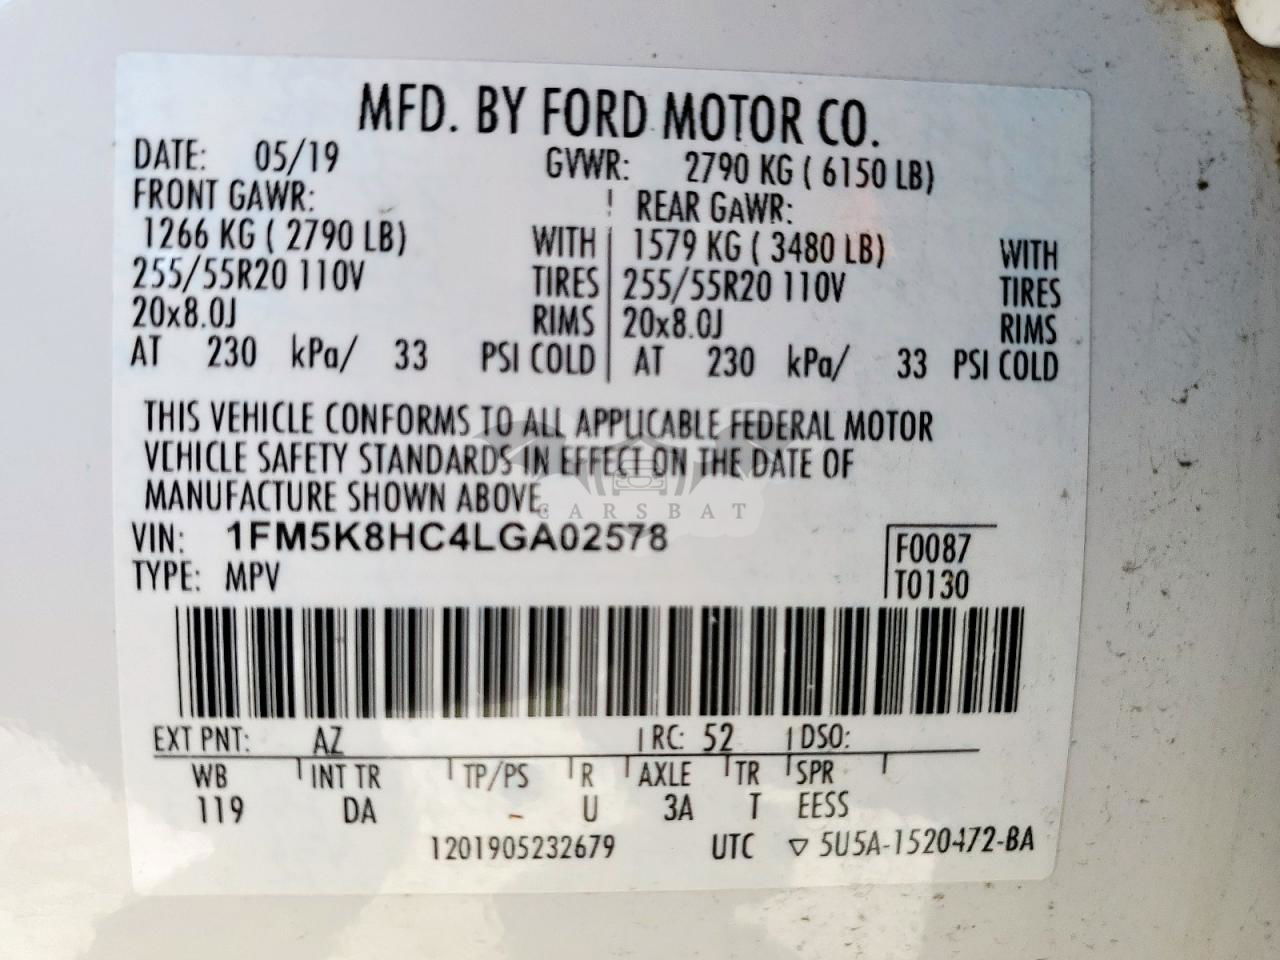 MFD. BY FORD MOTOR CO.
DATE: 05/19 GVWR: 2790 KG ( 6150 LB)
FRONT GAWR: REAR GAWR:
1266 KG ( 2790 LB) WITH 1579 KG ( 3480 LB) WITH
255/55R20 110V TIRES 255/55R20 110V TIRES
20x8.0J RIMS 20x8.0J RIMS
AT 230 kPa/ 33 PSI COLD AT 230 kPa/ 33 PSI COLD
THIS VEHICLE CONFORMS TO ALL APPLICABLE FEDERAL MOTOR
VEHICLE SAFETY STANDARDS IN EFFECT ON THE DATE OF
MANUFACTURE SHOWN ABOVE.
CARSBAT
VIN: 1FM5K8HC4LGA02578
F0087
TYPE: MPV
T0130
EXT PNT: AZ RC: 52 DSO:
WB INT TR TP/PS R AXLE TR SPR
119 DA - U 3A T EESS
1201905232679 UTC ▽ 5U5A-1520472-BA